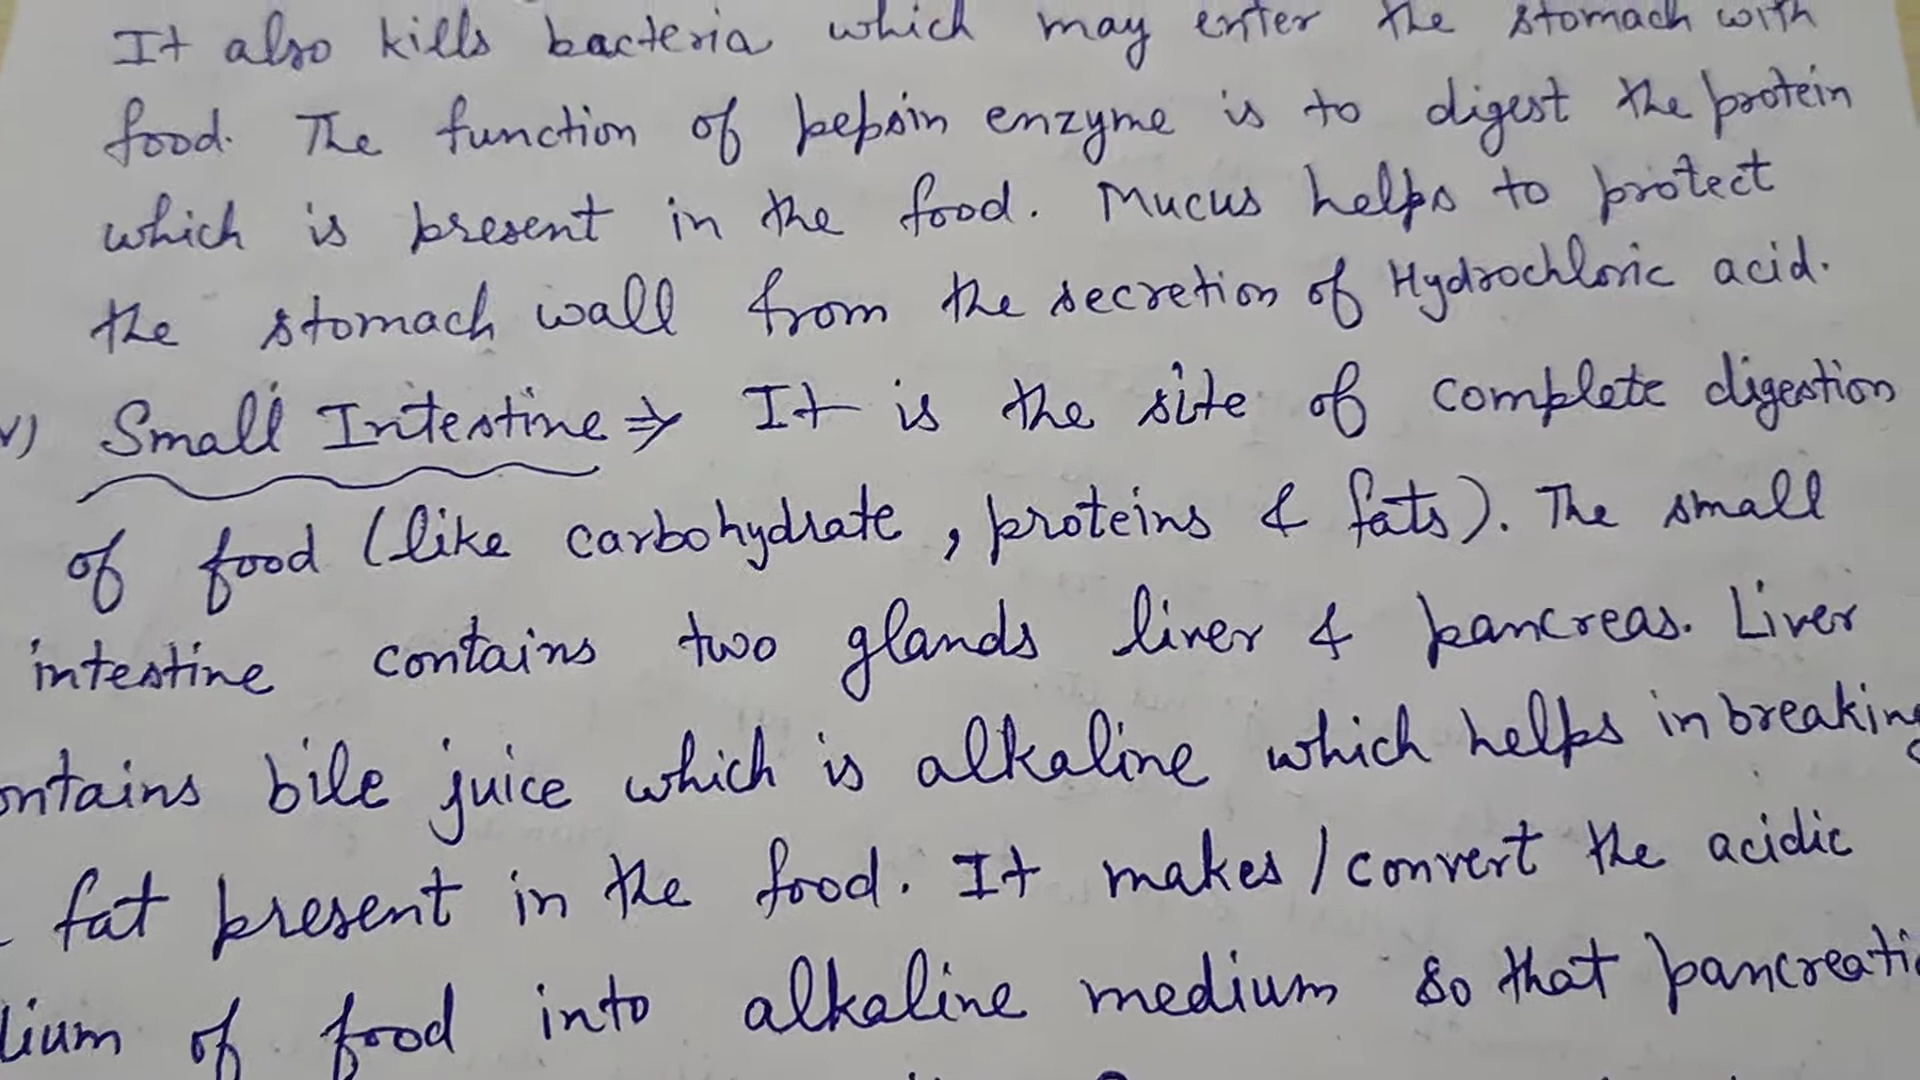 It also kills bacteria which may enter the stomach with
food. The function of pepsin enzyme is to digest the protein
which is present in the food. Mucus helps to protect
the stomach wall from the secretion of Hydrochloric acid.
v) Small Intestine ⇒ It is the site of complete digestion
of food (like carbohydrate, proteins & fats). The small
intestine contains two glands liver & pancreas. Liver
ontains bile juice which is alkaline which helps in breaking
fat present in the food. It makes / convert the acidic
dium of food into alkaline medium so that pancreatic